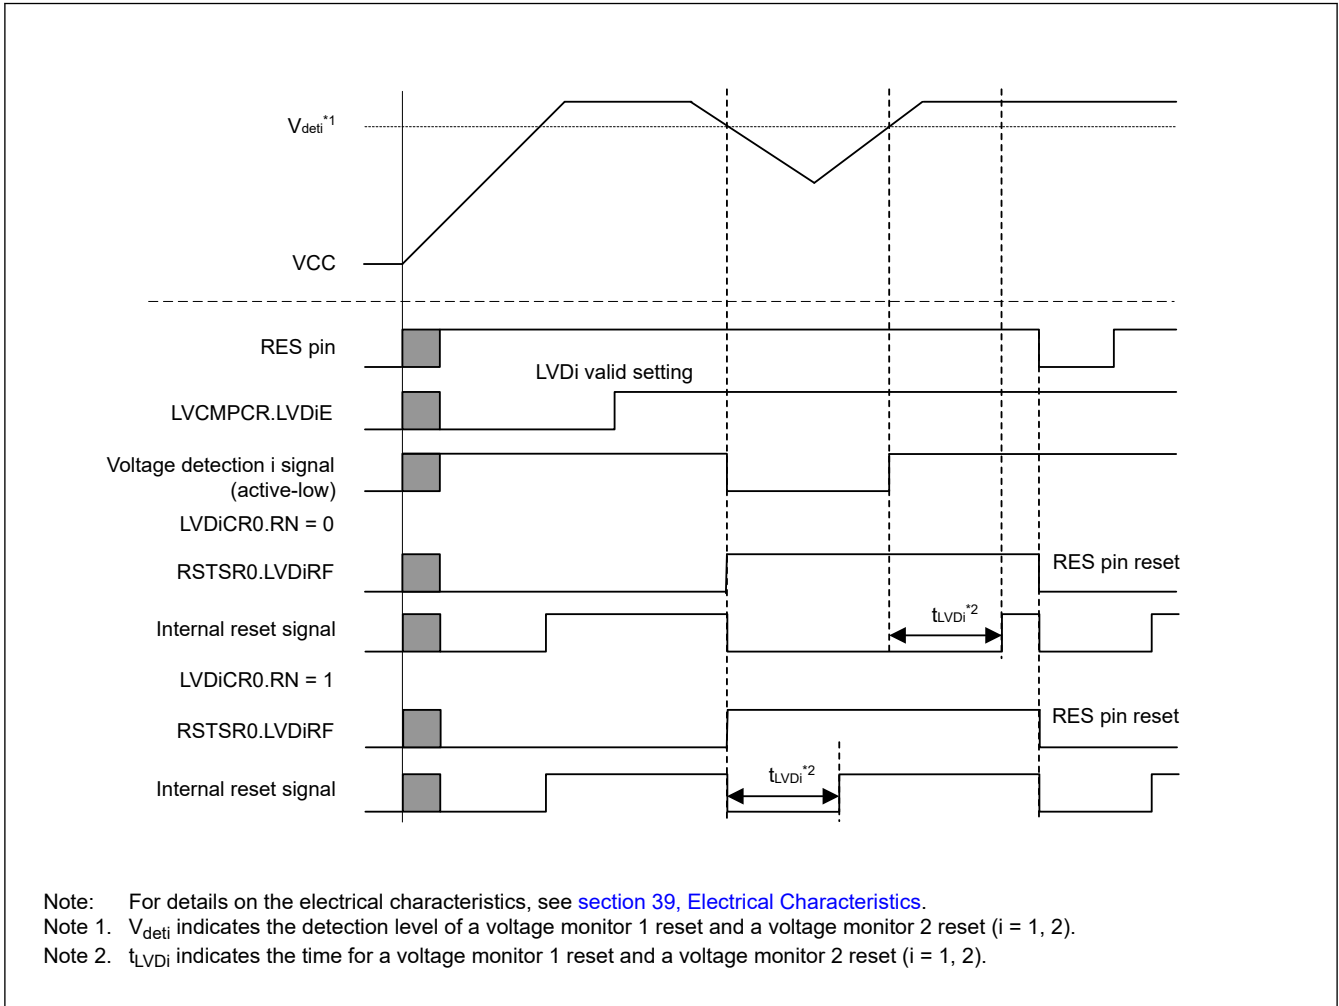 Vdeti*1
VCC
RES pin
LVDi valid setting
LVCMPCR.LVDiE
Voltage detection i signal
(active-low)
LVDiCR0.RN = 0
RSTSR0.LVDiRF
RES pin reset
Internal reset signal
tLVDi*2
LVDiCR0.RN = 1
RSTSR0.LVDiRF
RES pin reset
Internal reset signal
tLVDi*2
Note: For details on the electrical characteristics, see section 39, Electrical Characteristics.
Note 1. Vdeti indicates the detection level of a voltage monitor 1 reset and a voltage monitor 2 reset (i = 1, 2).
Note 2. tLVDi indicates the time for a voltage monitor 1 reset and a voltage monitor 2 reset (i = 1, 2).